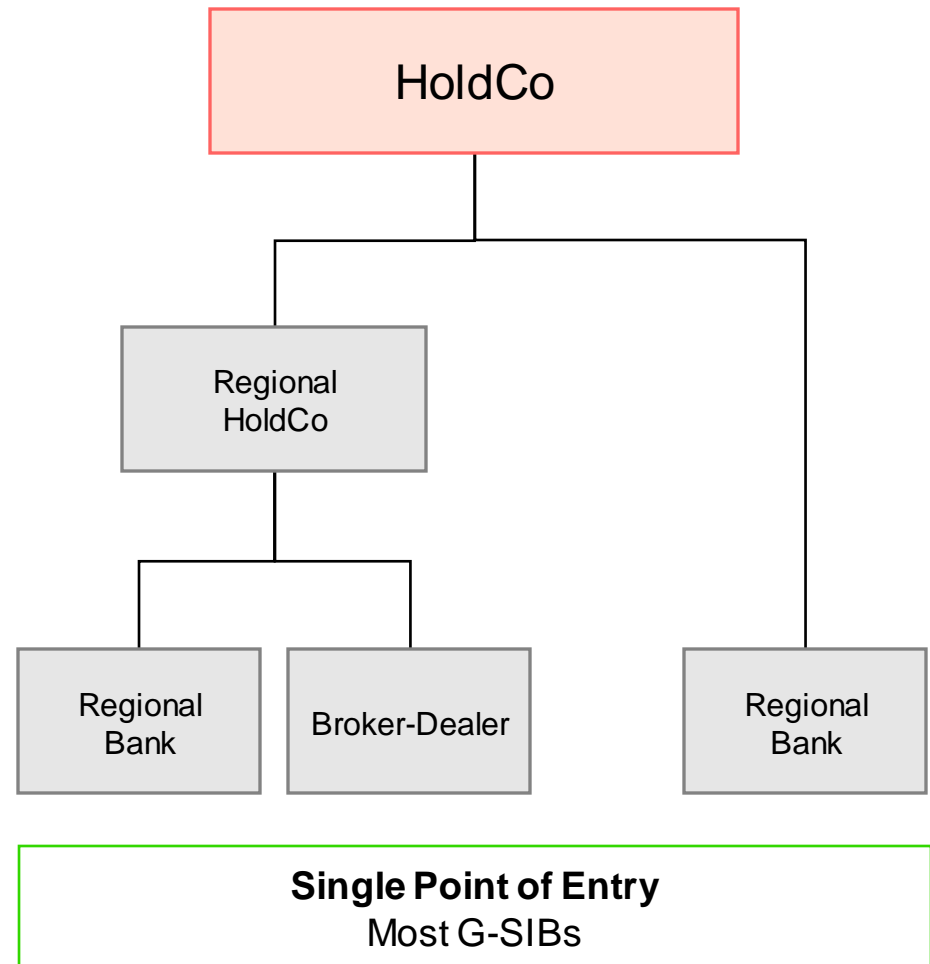 HoldCo
Regional
HoldCo
Regional
Bank
Broker-Dealer
Regional
Bank
Single Point of Entry
Most G-SIBs